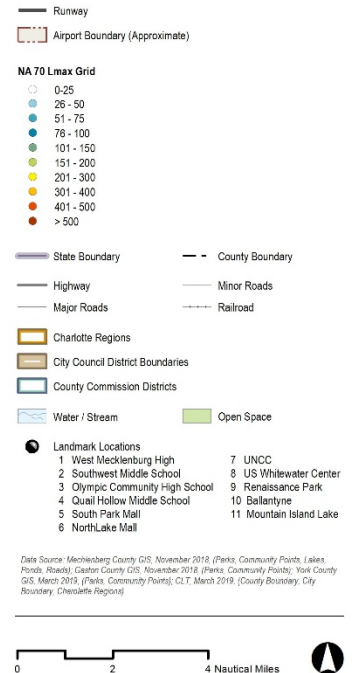 Runway
Airport Boundary (Approximate)
NA 70 Lmax Grid
0-25
26 - 50
51 - 75
76 - 100
101 - 150
151 - 200
201 - 300
301 - 400
401 - 500
> 500
State Boundary
County Boundary
Highway
Minor Roads
Major Roads
Railroad
Charlotte Regions
City Council District Boundaries
County Commission Districts
Water / Stream
Open Space
Landmark Locations
1 West Mecklenburg High
2 Southwest Middle School
3 Olympic Community High School
4 Quail Hollow Middle School
5 South Park Mall
6 NorthLake Mall
7 UNCC
8 US Whitewater Center
9 Renaissance Park
10 Ballantyne
11 Mountain Island Lake
Data Source: Mechlenberg County GIS, November 2018, (Parks, Community Points, Lakes,
Ponds, Roads); Gaston County GIS, November 2018, (Parks, Community Points); York County
GIS, March 2019, (Parks, Community Points); CLT, March 2019, (County Boundary, City
Boundary, Charolette Regions)
0 2 4 Nautical Miles